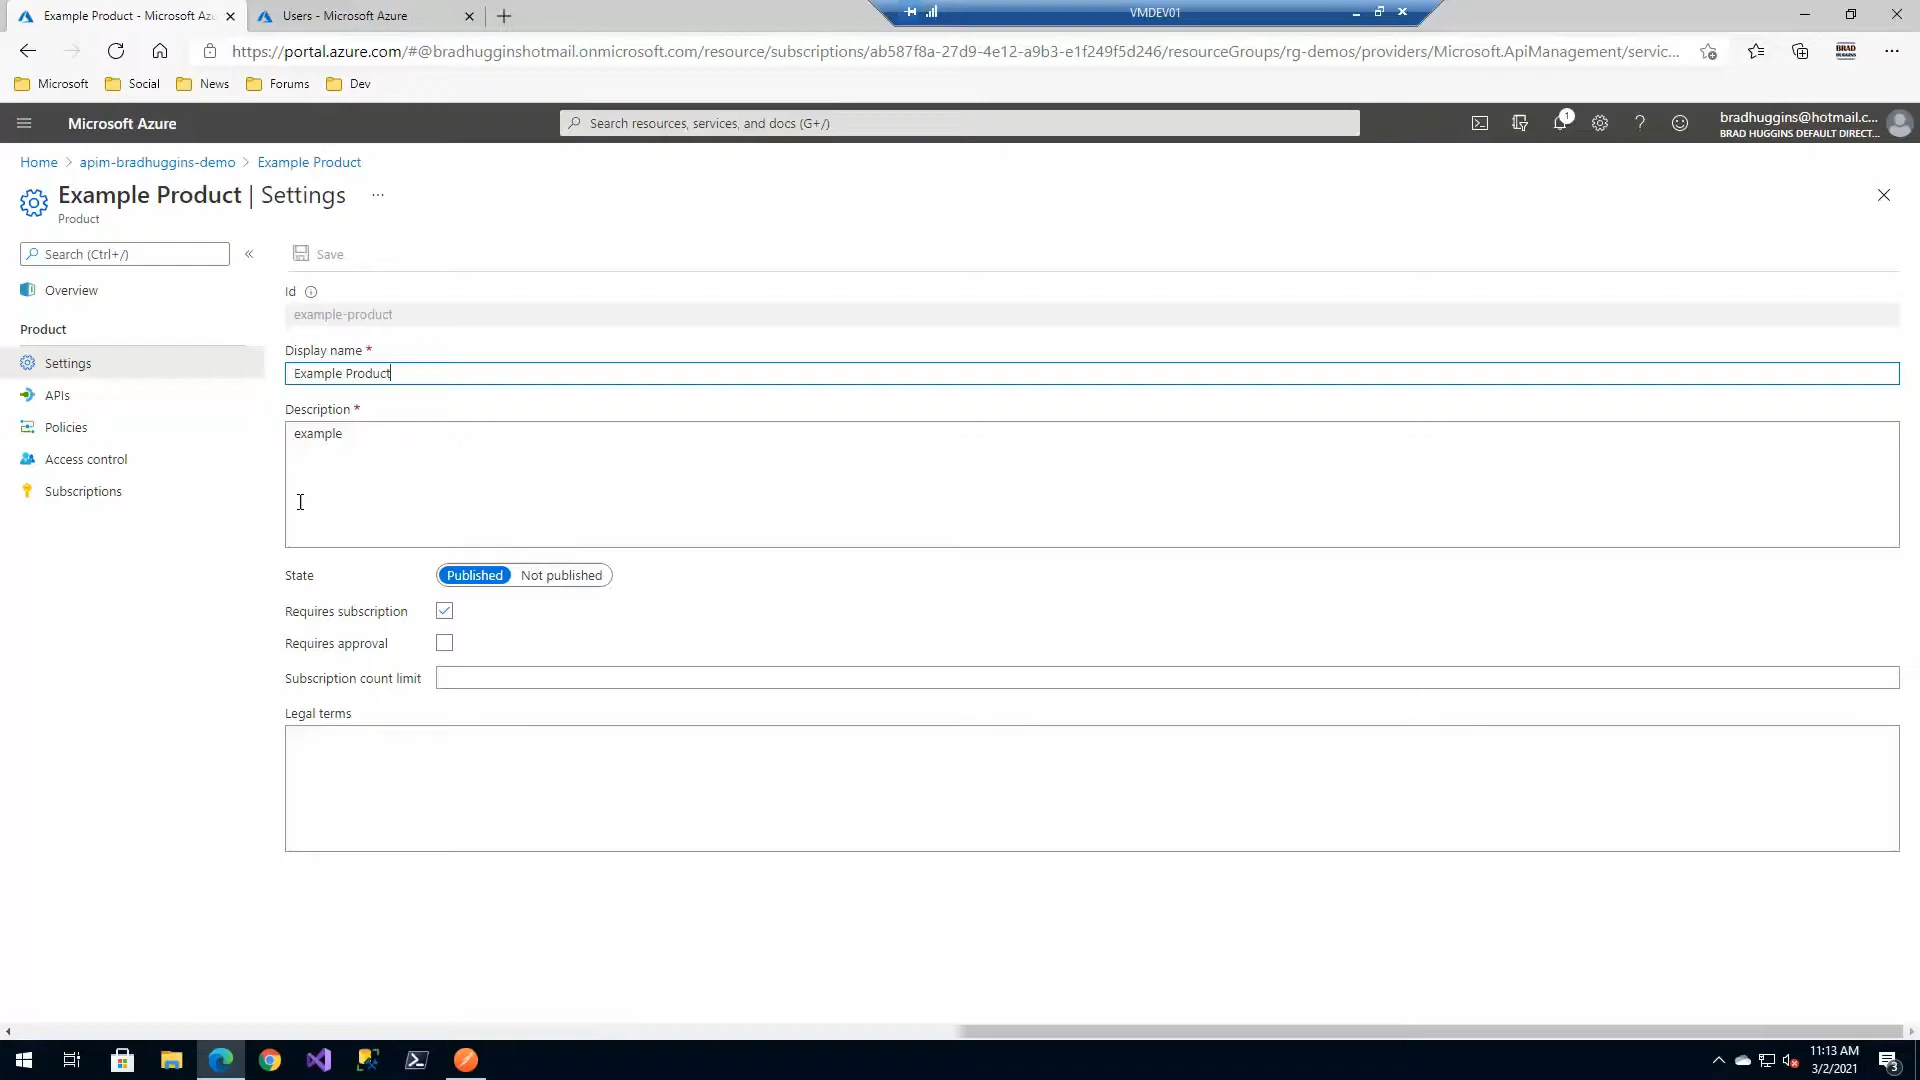 Example Product - Microsoft Az
Users - Microsoft Azure
VMDEV01
https://portal.azure.com/#@bradhugginshotmail.onmicrosoft.com/resource/subscriptions/ab587f8a-27d9-4e12-a9b3-e1f249f5d246/resourceGroups/rg-demos/providers/Microsoft.ApiManagement/servic...
BRAD
HUGGINS
Microsoft
Social
News
Forums
Dev
Microsoft Azure
Search resources, services, and docs (G+/)
1
bradhuggins@hotmail.c...
BRAD HUGGINS DEFAULT DIRECT...
Home > apim-bradhuggins-demo > Example Product
Example Product | Settings ...
Product
Search (Ctrl+/)
«
Save
Overview
Id
example-product
Product
Display name *
Settings
Example Product
APIs
Description *
Policies
example
Access control
Subscriptions
State
Published
Not published
Requires subscription
Requires approval
Subscription count limit
Legal terms
11:13 AM
3/2/2021
3